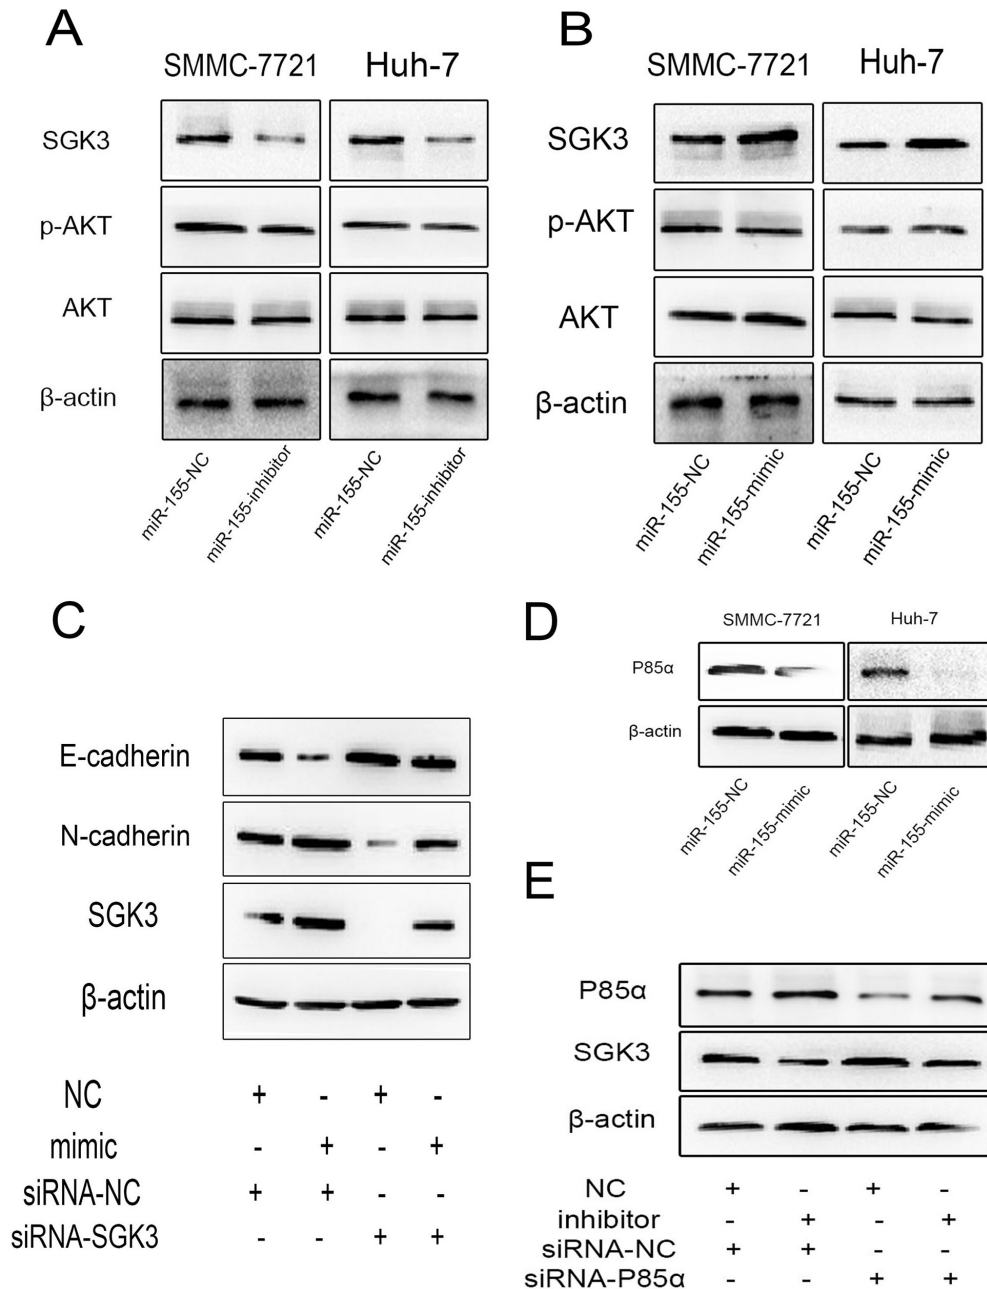 A
SMMC-7721 Huh-7
SGK3
p-AKT
AKT
β-actin
miR-155-NC miR-155-inhibitor miR-155-NC miR-155-inhibitor
B
SMMC-7721 Huh-7
SGK3
p-AKT
AKT
β-actin
miR-155-NC miR-155-mimic miR-155-NC miR-155-mimic
C
E-cadherin
N-cadherin
SGK3
β-actin
NC + - + -
mimic - + - +
siRNA-NC + + - -
siRNA-SGK3 - - + +
D
SMMC-7721 Huh-7
P85α
β-actin
miR-155-NC miR-155-mimic miR-155-NC miR-155-mimic
E
P85α
SGK3
β-actin
NC + - + -
inhibitor - + - +
siRNA-NC + + - -
siRNA-P85α - - + +